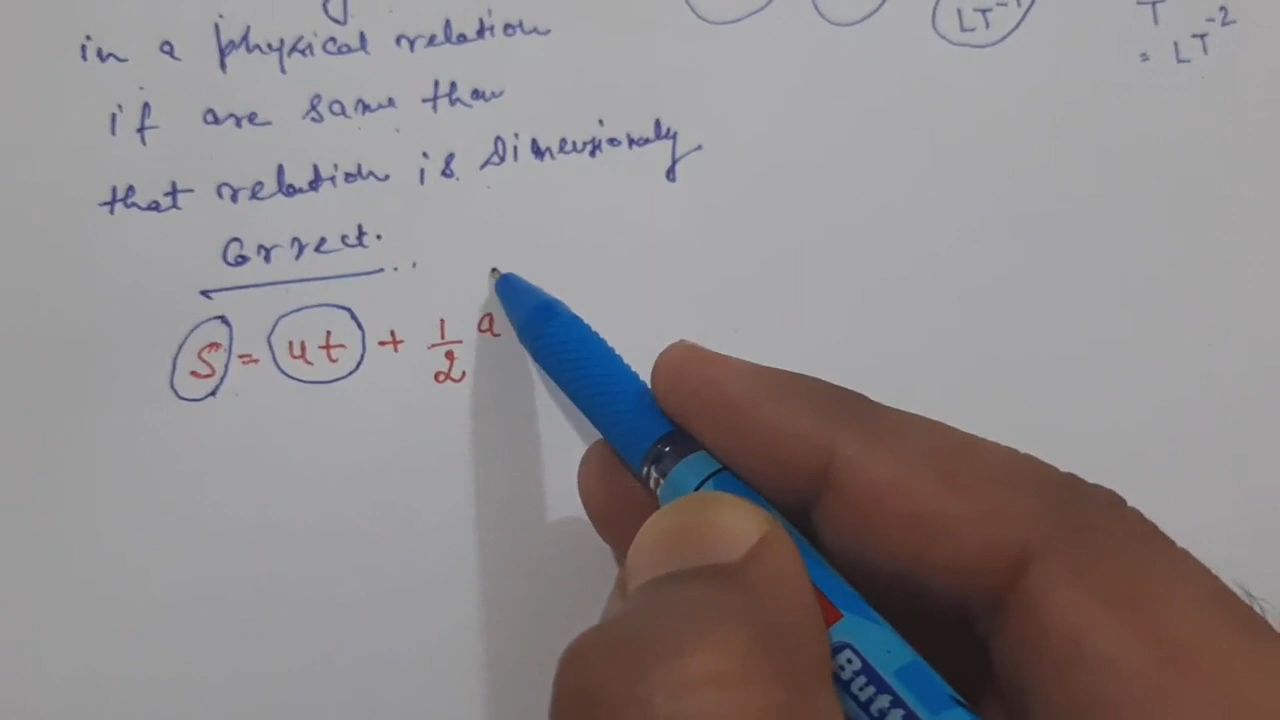 in a physical relation
if are same than
that relation is Dimensionaly
Correct.
S = ut + 1/2 a
LT⁻¹
T
= LT⁻²
Butt